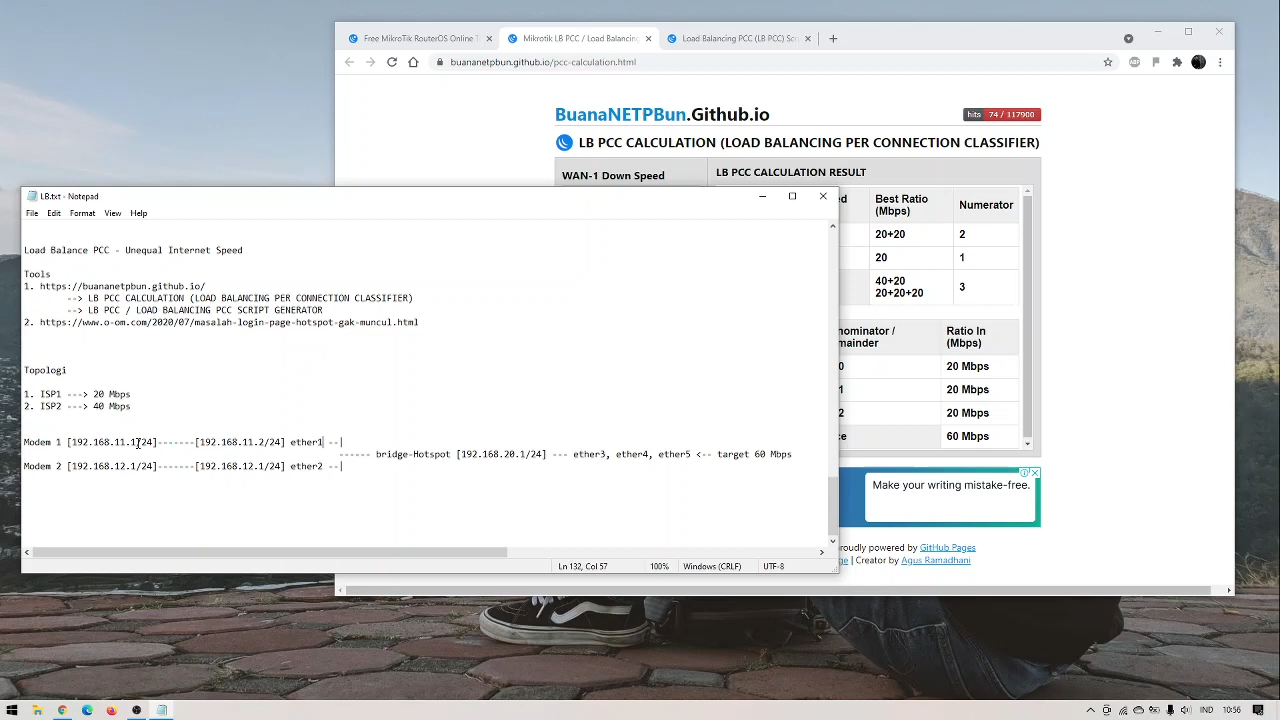 Free MikroTik RouterOS Online T
Mikrotik LB PCC / Load Balancing
Load Balancing PCC (LB PCC) Scr
buananetpbun.github.io/pcc-calculation.html
BuanaNETPBun.Github.io
hits 74 / 117900
LB PCC CALCULATION (LOAD BALANCING PER CONNECTION CLASSIFIER)
WAN-1 Down Speed
LB PCC CALCULATION RESULT
ed
Best Ratio
(Mbps)
Numerator
20+20
2
20
1
40+20
20+20+20
3
nominator /
mainder
Ratio In
(Mbps)
0
20 Mbps
1
20 Mbps
2
20 Mbps
ce
60 Mbps
Make your writing mistake-free.
roudly powered by GitHub Pages
ge | Creator by Agus Ramadhani
LB.txt - Notepad
File Edit Format View Help
Load Balance PCC - Unequal Internet Speed
Tools
1. https://buananetpbun.github.io/
--> LB PCC CALCULATION (LOAD BALANCING PER CONNECTION CLASSIFIER)
--> LB PCC / LOAD BALANCING PCC SCRIPT GENERATOR
2. https://www.o-om.com/2020/07/masalah-login-page-hotspot-gak-muncul.html
Topologi
1. ISP1 ---> 20 Mbps
2. ISP2 ---> 40 Mbps
Modem 1 [192.168.11.1/24]-------[192.168.11.2/24] ether1 --|
------ bridge-Hotspot [192.168.20.1/24] --- ether3, ether4, ether5 <-- target 60 Mbps
Modem 2 [192.168.12.1/24]-------[192.168.12.1/24] ether2 --|
Ln 132, Col 57
100%
Windows (CRLF)
UTF-8
IND
10:56